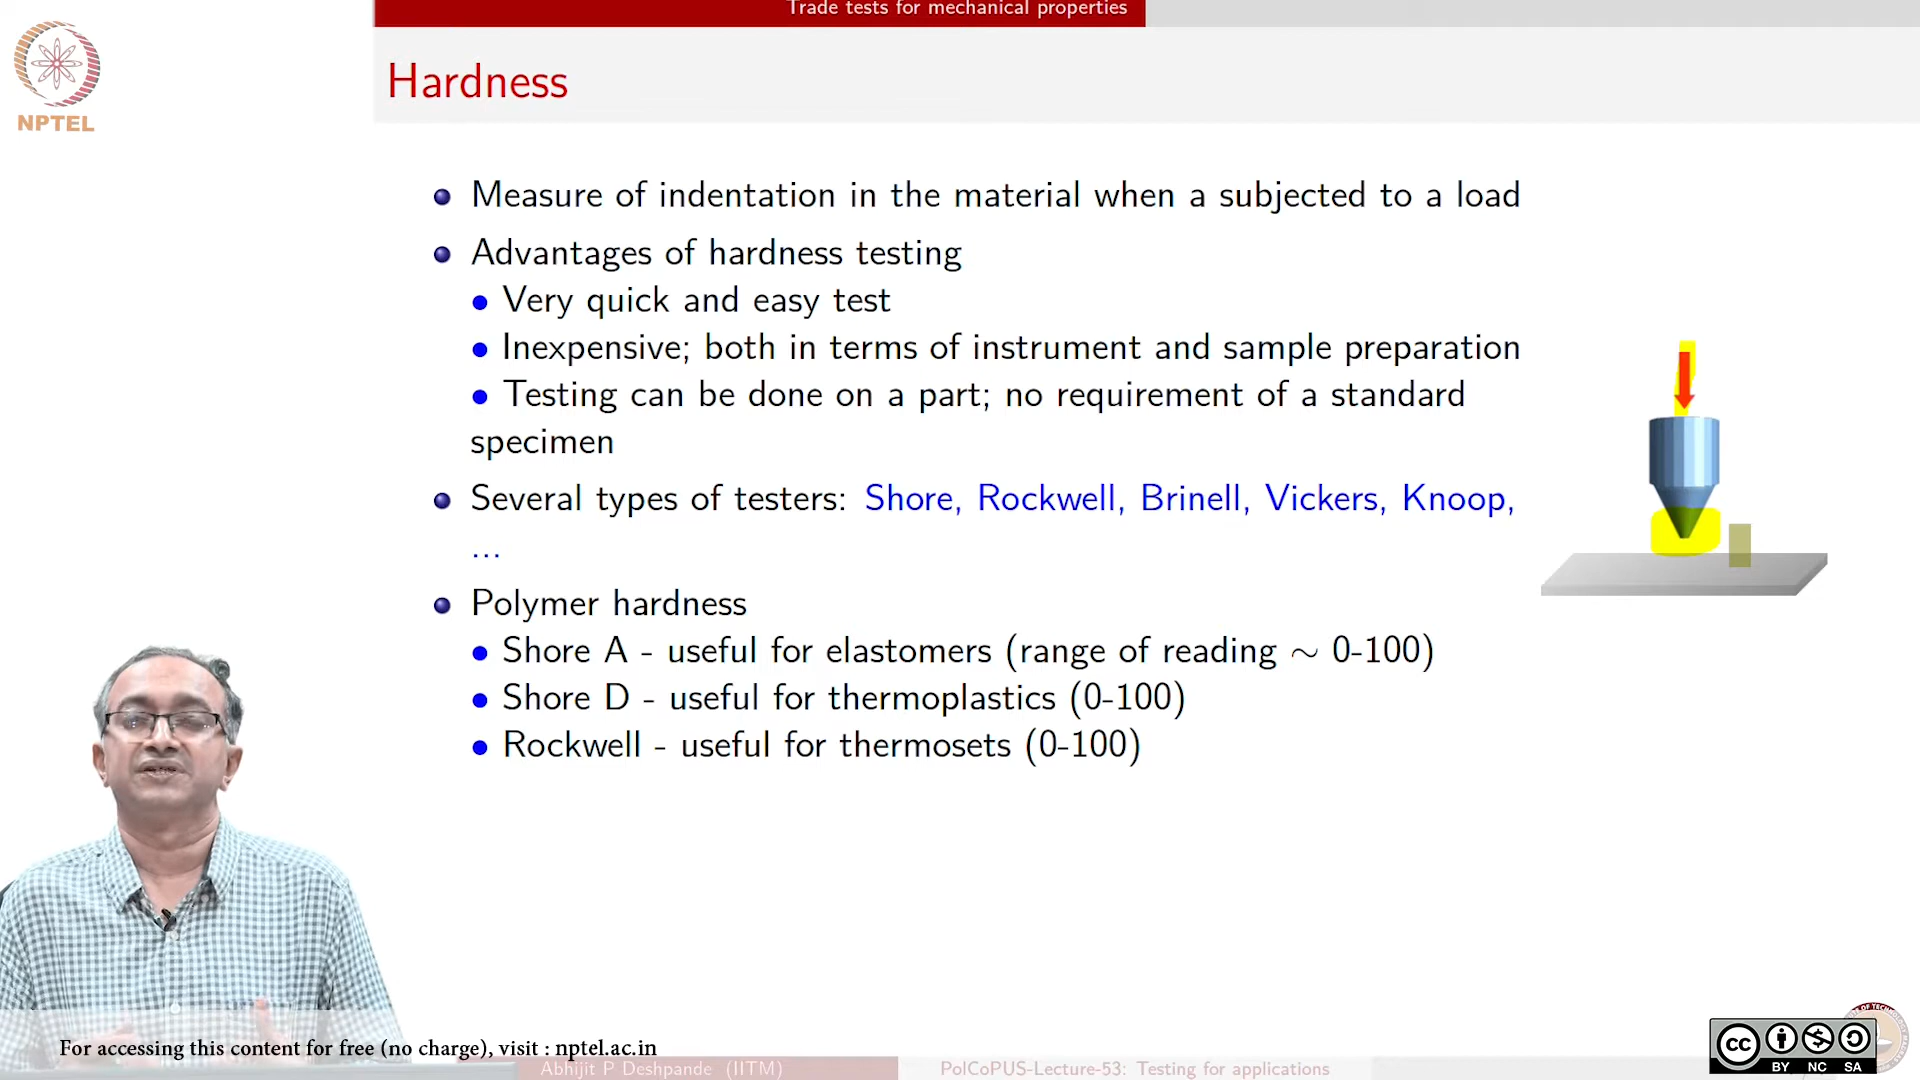 Trade tests for mechanical properties
NPTEL
Hardness
Measure of indentation in the material when a subjected to a load
Advantages of hardness testing
Very quick and easy test
Inexpensive; both in terms of instrument and sample preparation
Testing can be done on a part; no requirement of a standard
specimen
Several types of testers: Shore, Rockwell, Brinell, Vickers, Knoop,
...
Polymer hardness
Shore A - useful for elastomers (range of reading ∼ 0-100)
Shore D - useful for thermoplastics (0-100)
Rockwell - useful for thermosets (0-100)
For accessing this content for free (no charge), visit : nptel.ac.in
Abhijit P Deshpande (IITM)
PolCoPUS-Lecture-53: Testing for applications
cc
BY NC SA